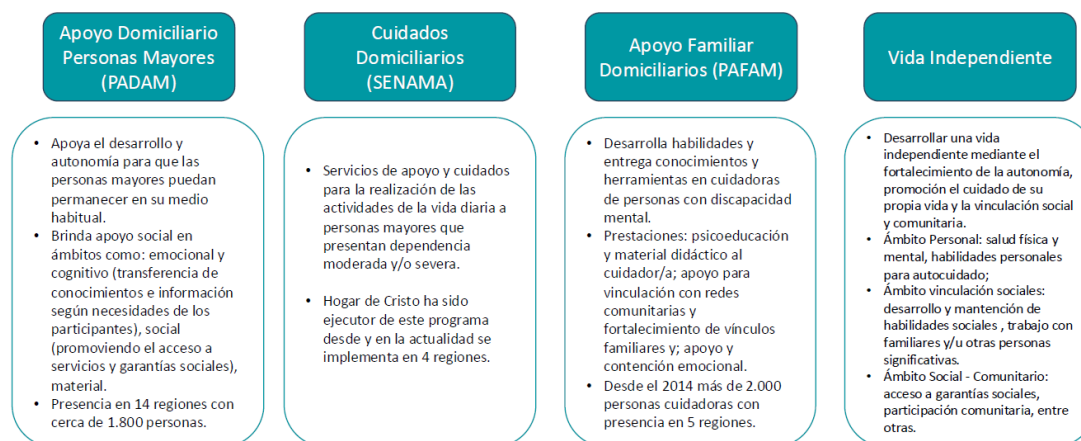 Apoyo Domiciliario
Personas Mayores
(PADAM)
• Apoya el desarrollo y
autonomía para que las
personas mayores puedan
permanecer en su medio
habitual.
• Brinda apoyo social en
ámbitos como: emocional y
cognitivo (transferencia de
conocimientos e información
según necesidades de los
participantes), social
(promoviendo el acceso a
servicios y garantías sociales),
material.
• Presencia en 14 regiones con
cerca de 1.800 personas.
Cuidados
Domiciliarios
(SENAMA)
• Servicios de apoyo y cuidados
para la realización de las
actividades de la vida diaria a
personas mayores que
presentan dependencia
moderada y/o severa.
• Hogar de Cristo ha sido
ejecutor de este programa
desde y en la actualidad se
implementa en 4 regiones.
Apoyo Familiar
Domiciliarios (PAFAM)
• Desarrolla habilidades y
entrega conocimientos y
herramientas en cuidadoras
de personas con discapacidad
mental.
• Prestaciones: psicoeducación
y material didáctico al
cuidador/a; apoyo para
vinculación con redes
comunitarias y
fortalecimiento de vínculos
familiares y; apoyo y
contención emocional.
• Desde el 2014 más de 2.000
personas cuidadoras con
presencia en 5 regiones.
Vida Independiente
• Desarrollar una vida
independiente mediante el
fortalecimiento de la autonomía,
promoción el cuidado de su
propia vida y la vinculación social
y comunitaria.
• Ámbito Personal: salud física y
mental, habilidades personales
para autocuidado;
• Ámbito vinculación sociales:
desarrollo y mantención de
habilidades sociales , trabajo con
familiares y/u otras personas
significativas.
• Ámbito Social - Comunitario:
acceso a garantías sociales,
participación comunitaria, entre
otras.